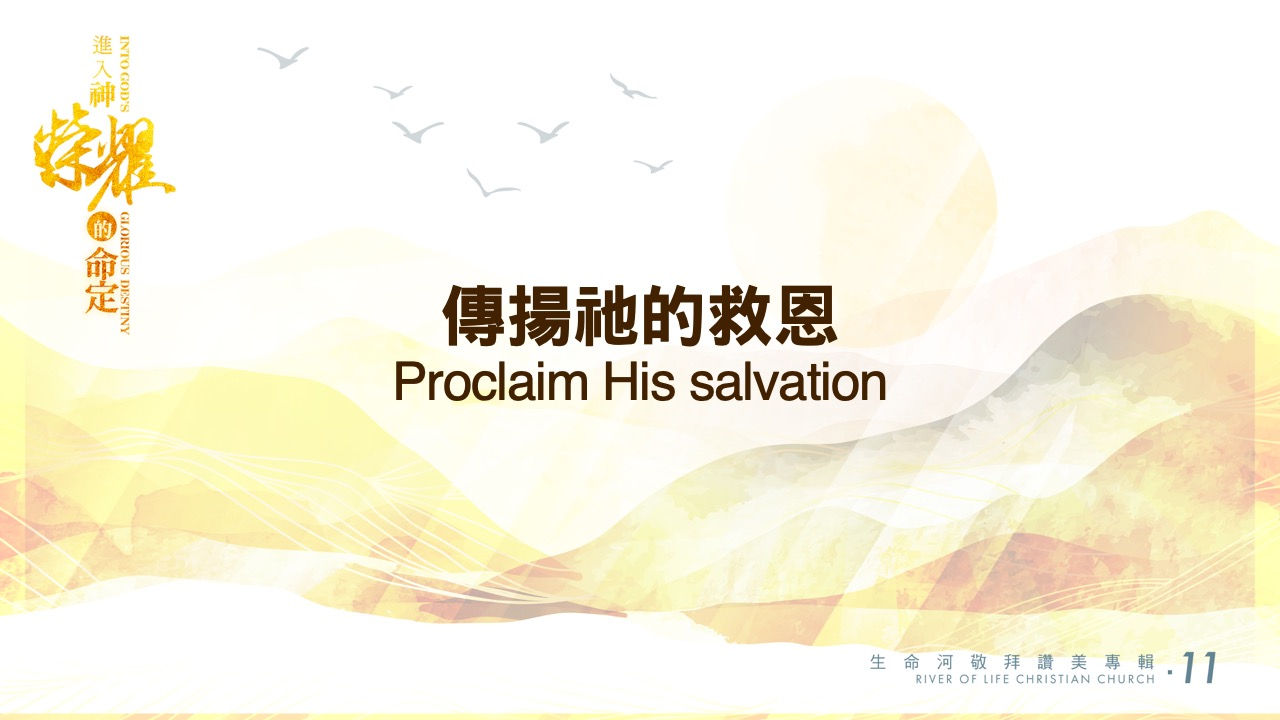 進入神
榮耀
的
命定
INTO GOD'S
GLORIOUS DESTINY
傳揚祂的救恩
Proclaim His salvation
生命河敬拜讚美專輯
RIVER OF LIFE CHRISTIAN CHURCH
·11